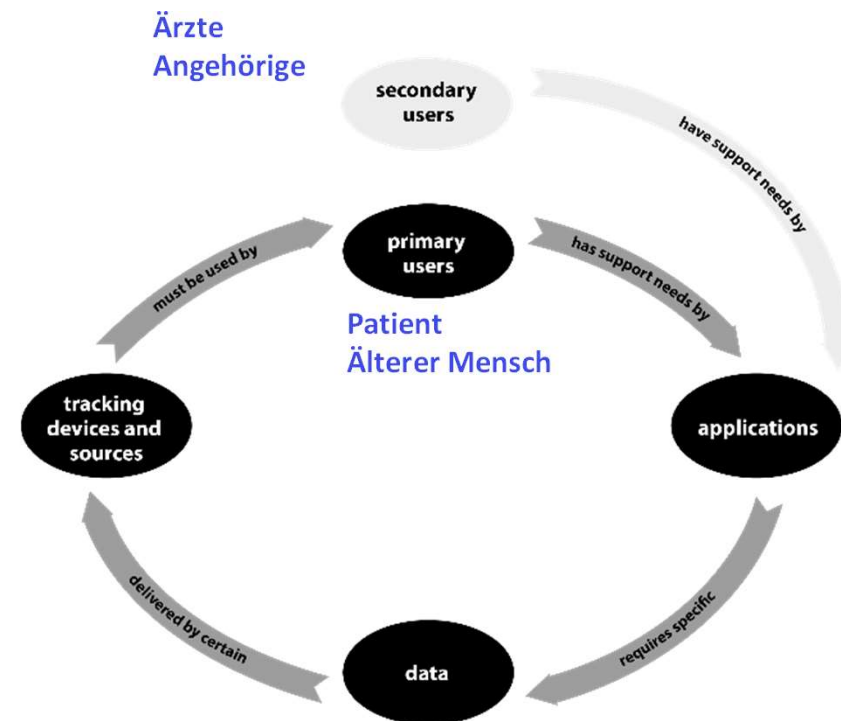 Ärzte
Angehörige
secondary
users
have support needs by
primary
users
must be used by
has support needs by
Patient
Älterer Mensch
tracking
devices and
sources
applications
delivered by certain
requires specific
data